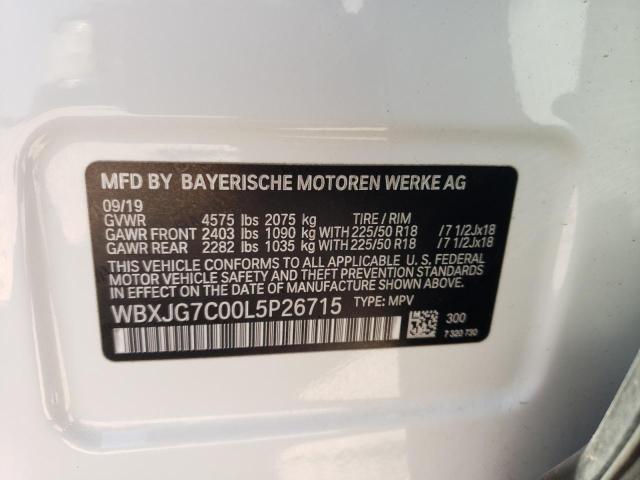 MFD BY BAYERISCHE MOTOREN WERKE AG
09/19
GVWR 4575 lbs 2075 kg TIRE / RIM
GAWR FRONT 2403 lbs 1090 kg WITH 225/50 R18 /7 1/2Jx18
GAWR REAR 2282 lbs 1035 kg WITH 225/50 R18 /7 1/2Jx18
THIS VEHICLE CONFORMS TO ALL APPLICABLE U. S. FEDERAL
MOTOR VEHICLE SAFETY AND THEFT PREVENTION STANDARDS
IN EFFECT ON THE DATE OF MANUFACTURE SHOWN ABOVE.
WBXJG7C00L5P26715 TYPE: MPV
300
7 320 730